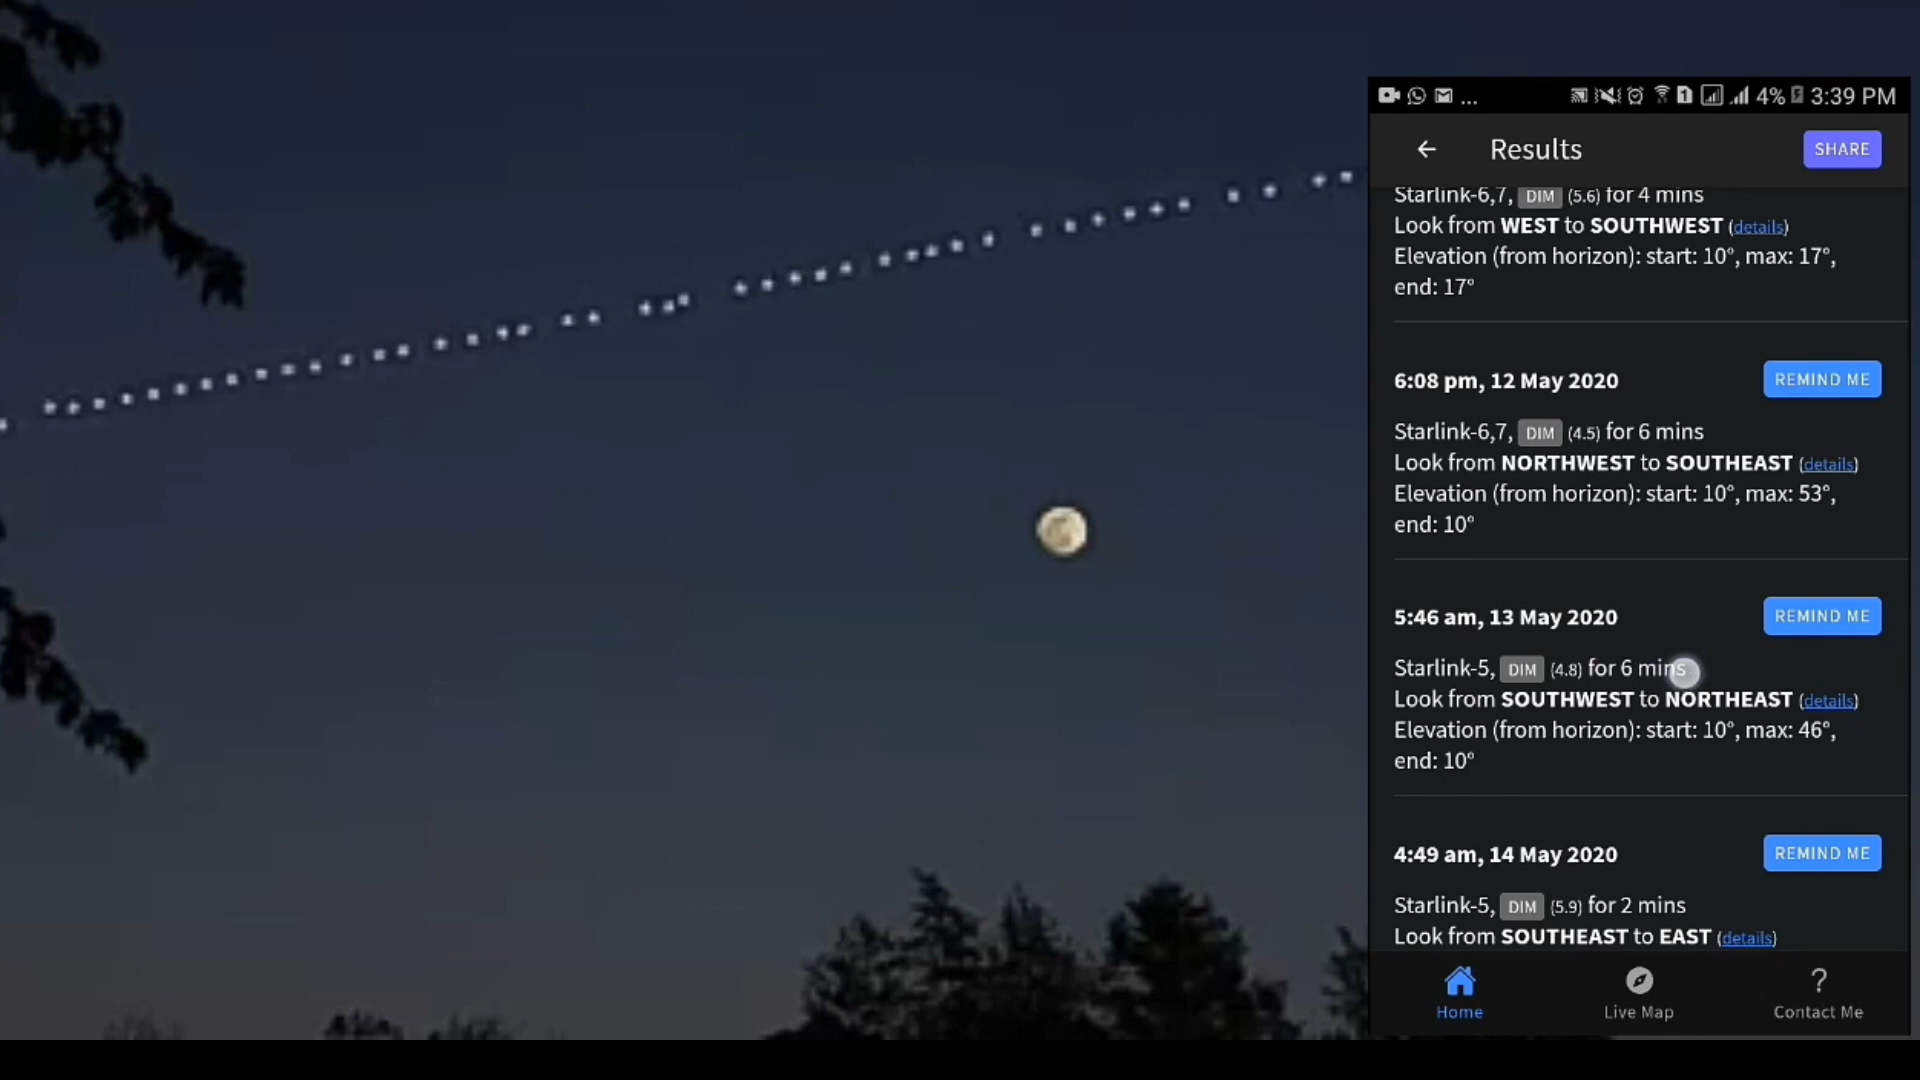 ... 4% 3:39 PM
Results
SHARE
Starlink-6,7, DIM (5.6) for 4 mins
Look from WEST to SOUTHWEST (details)
Elevation (from horizon): start: 10°, max: 17°,
end: 17°
6:08 pm, 12 May 2020
REMIND ME
Starlink-6,7, DIM (4.5) for 6 mins
Look from NORTHWEST to SOUTHEAST (details)
Elevation (from horizon): start: 10°, max: 53°,
end: 10°
5:46 am, 13 May 2020
REMIND ME
Starlink-5, DIM (4.8) for 6 mins
Look from SOUTHWEST to NORTHEAST (details)
Elevation (from horizon): start: 10°, max: 46°,
end: 10°
4:49 am, 14 May 2020
REMIND ME
Starlink-5, DIM (5.9) for 2 mins
Look from SOUTHEAST to EAST (details)
Home
Live Map
Contact Me